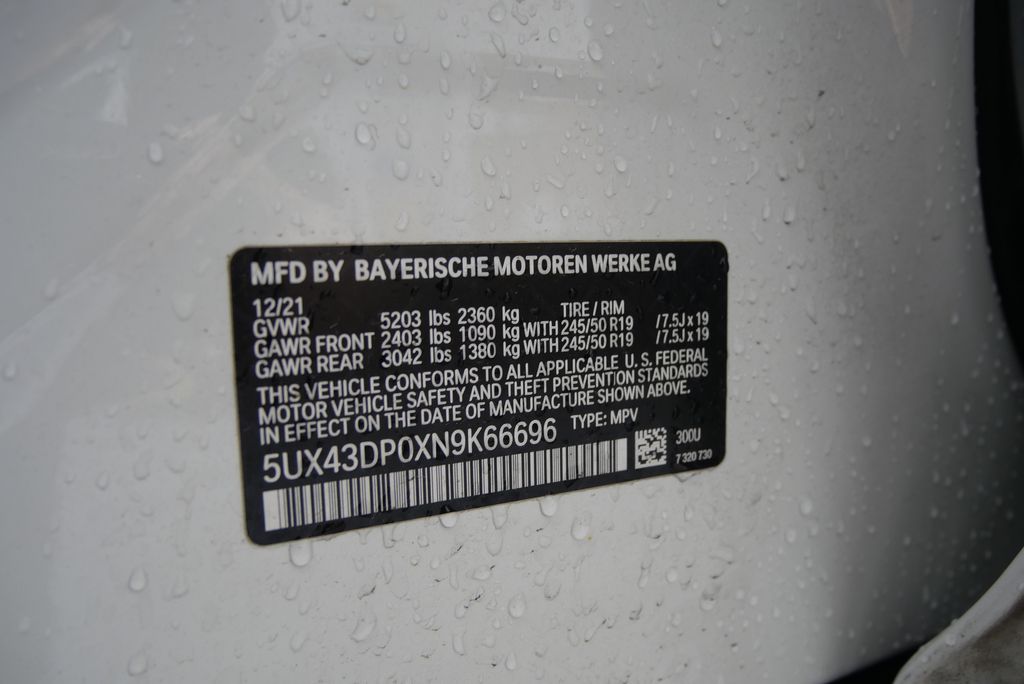 MFD BY BAYERISCHE MOTOREN WERKE AG
12/21 TIRE / RIM
GVWR 5203 lbs 2360 kg
GAWR FRONT 2403 lbs 1090 kg WITH 245/50 R19 /7.5J x 19
GAWR REAR 3042 lbs 1380 kg WITH 245/50 R19 /7.5J x 19
THIS VEHICLE CONFORMS TO ALL APPLICABLE U.S. FEDERAL
MOTOR VEHICLE SAFETY AND THEFT PREVENTION STANDARDS
IN EFFECT ON THE DATE OF MANUFACTURE SHOWN ABOVE.
5UX43DP0XN9K66696 TYPE: MPV
300U
7 320 730